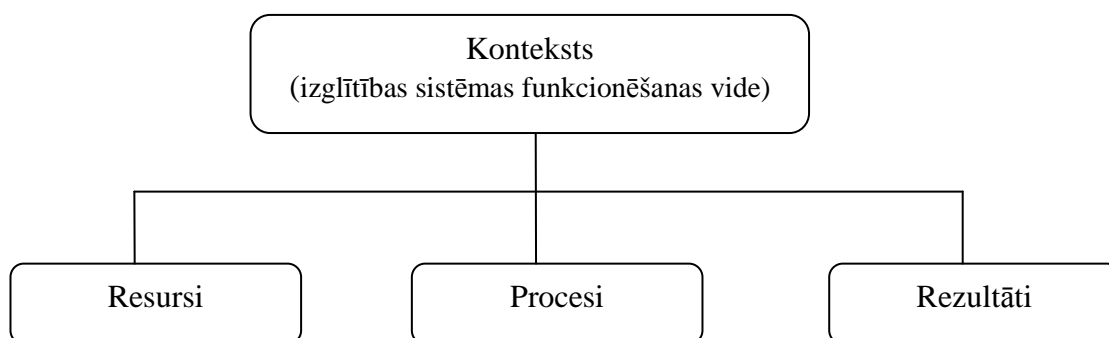 Konteksts
(izglītības sistēmas funkcionēšanas vide)
Resursi
Procesi
Rezultāti